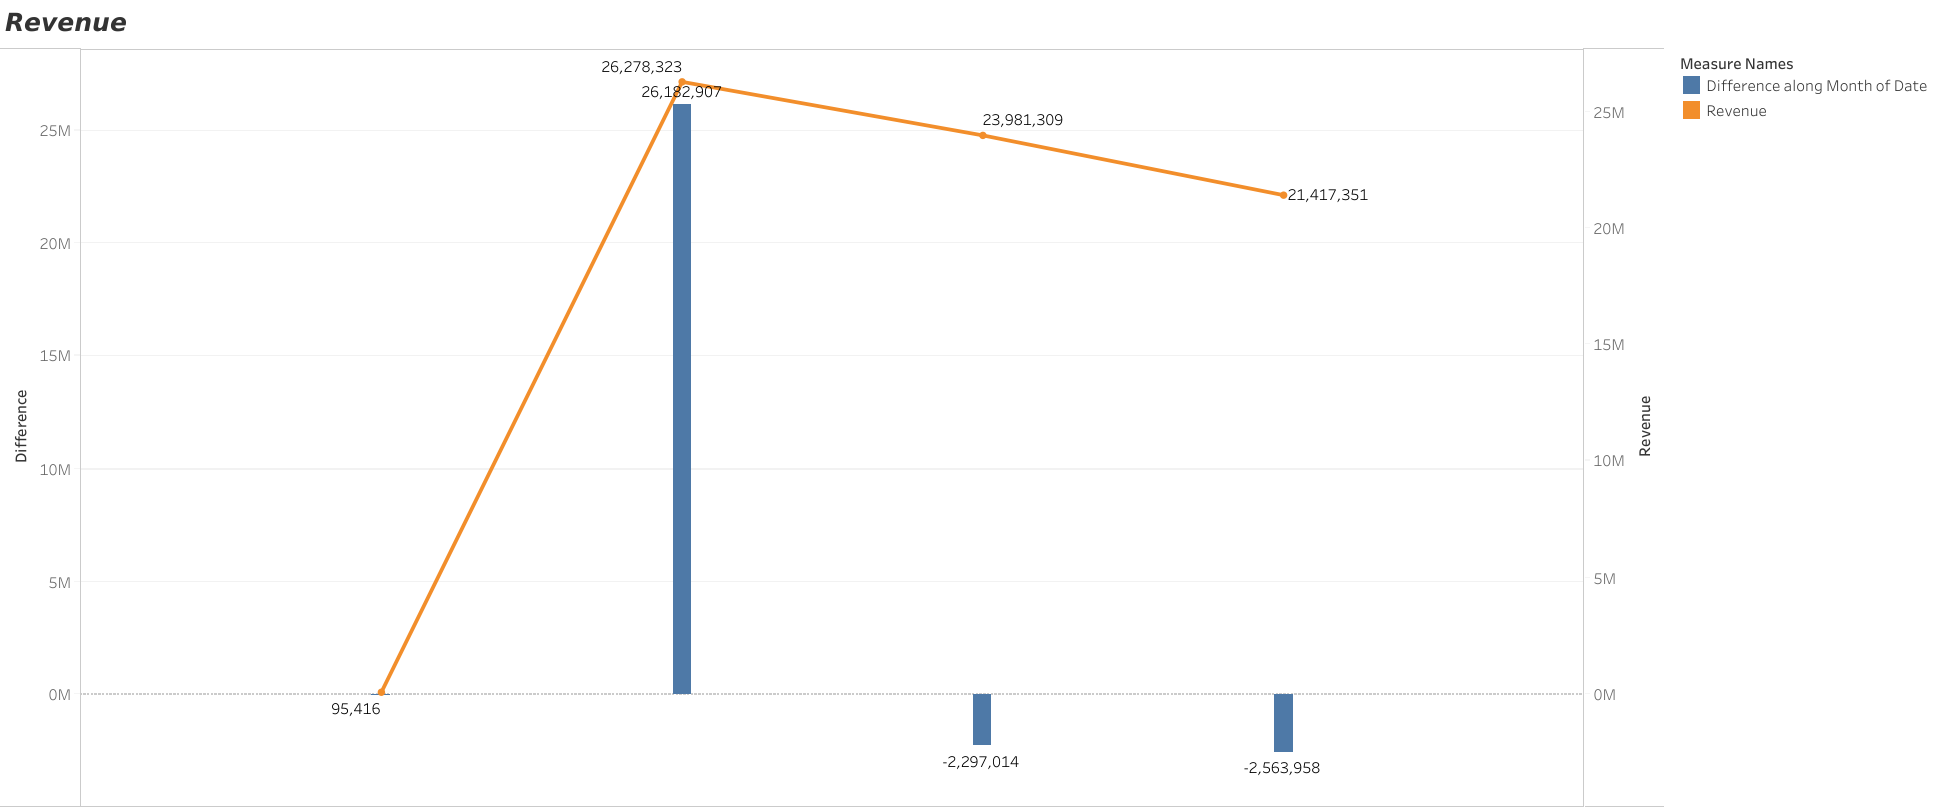 Revenue
Measure Names
Difference along Month of Date
Revenue
26,278,323
26,182,907
23,981,309
21,417,351
95,416
-2,297,014
-2,563,958
25M
20M
15M
10M
5M
0M
Difference
25M
20M
15M
10M
5M
0M
Revenue